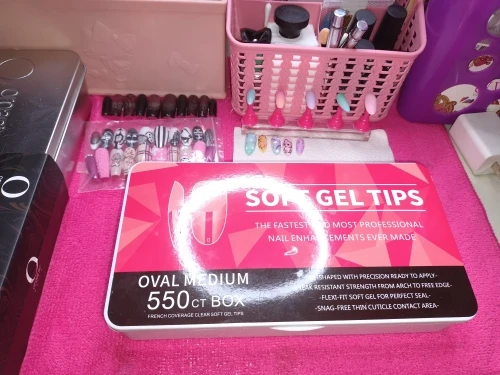 SOFT GEL TIPS
THE FASTEST AND MOST PROFESSIONAL
NAIL ENHANCEMENTS EVER MADE
OVAL MEDIUM
550CT BOX
FRENCH COVERAGE CLEAR SOFT GEL TIPS
SHAPED WITH PRECISION READY TO APPLY-
RESISTANT STRENGTH FROM ARCH TO FREE EDGE-
-FLEXI-FIT SOFT GEL FOR PERFECT SEAL-
-SNAG-FREE THIN CUTICLE CONTACT AREA-